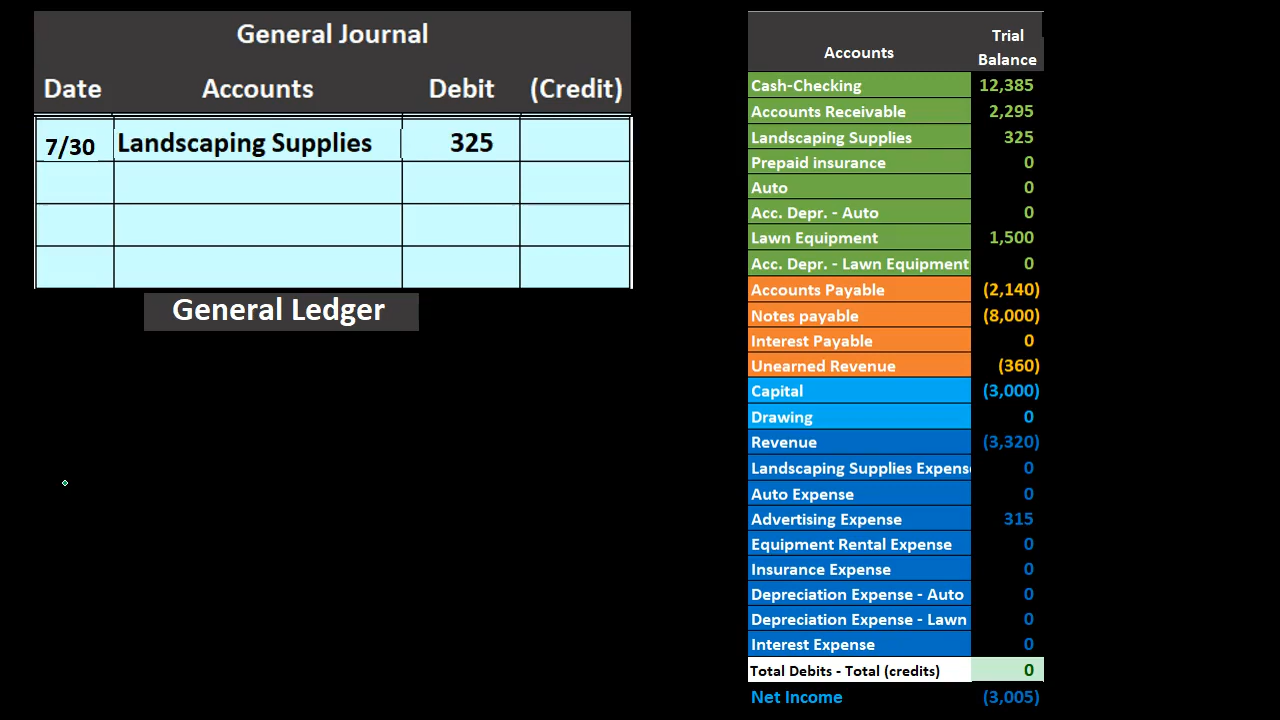 General Journal
Date Accounts Debit (Credit)
7/30 Landscaping Supplies 325
General Ledger
Accounts Trial Balance
Cash-Checking 12,385
Accounts Receivable 2,295
Landscaping Supplies 325
Prepaid insurance 0
Auto 0
Acc. Depr. - Auto 0
Lawn Equipment 1,500
Acc. Depr. - Lawn Equipment 0
Accounts Payable (2,140)
Notes payable (8,000)
Interest Payable 0
Unearned Revenue (360)
Capital (3,000)
Drawing 0
Revenue (3,320)
Landscaping Supplies Expens 0
Auto Expense 0
Advertising Expense 315
Equipment Rental Expense 0
Insurance Expense 0
Depreciation Expense - Auto 0
Depreciation Expense - Lawn 0
Interest Expense 0
Total Debits - Total (credits) 0
Net Income (3,005)